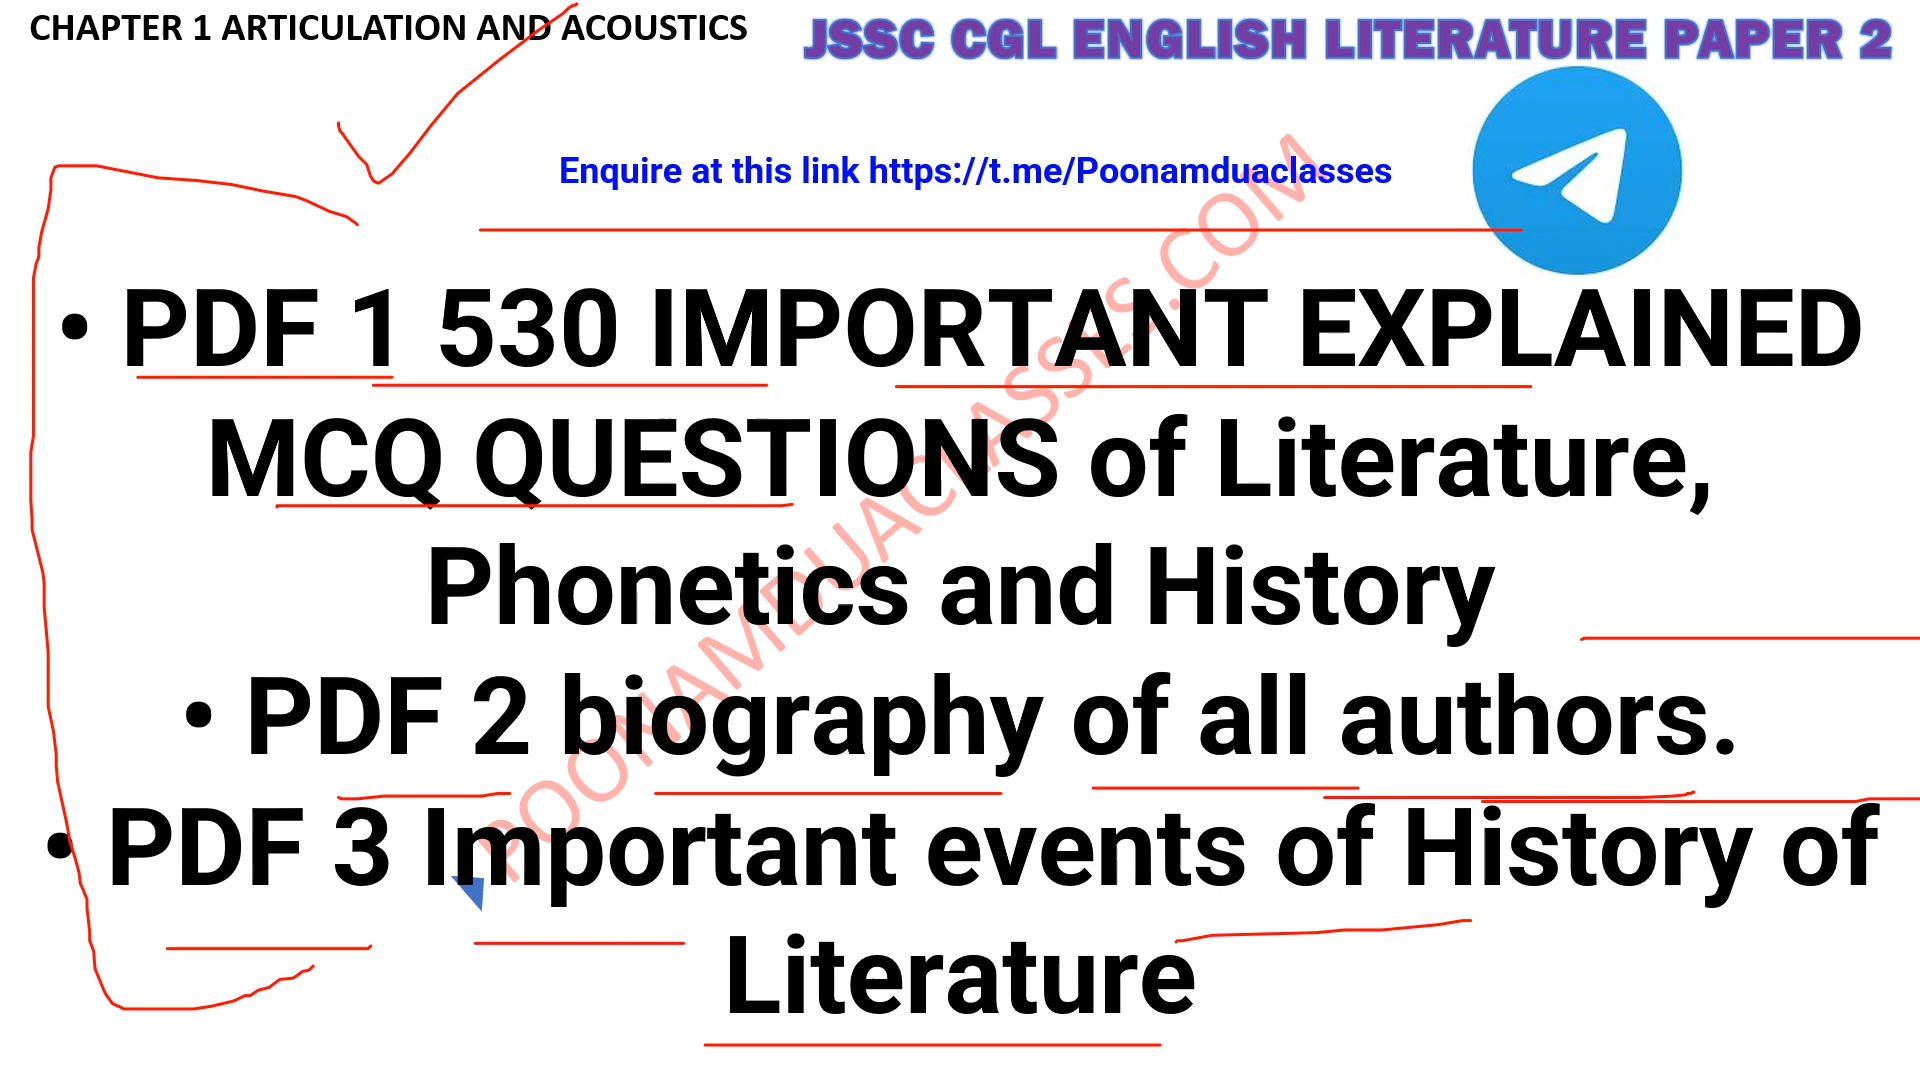 CHAPTER 1 ARTICULATION AND ACOUSTICS
JSSC CGL ENGLISH LITERATURE PAPER 2
Enquire at this link https://t.me/Poonamduaclasses
• PDF 1 530 IMPORTANT EXPLAINED
MCQ QUESTIONS of Literature,
Phonetics and History
• PDF 2 biography of all authors.
• PDF 3 Important events of History of
Literature
POONAMDUACLASSES.COM